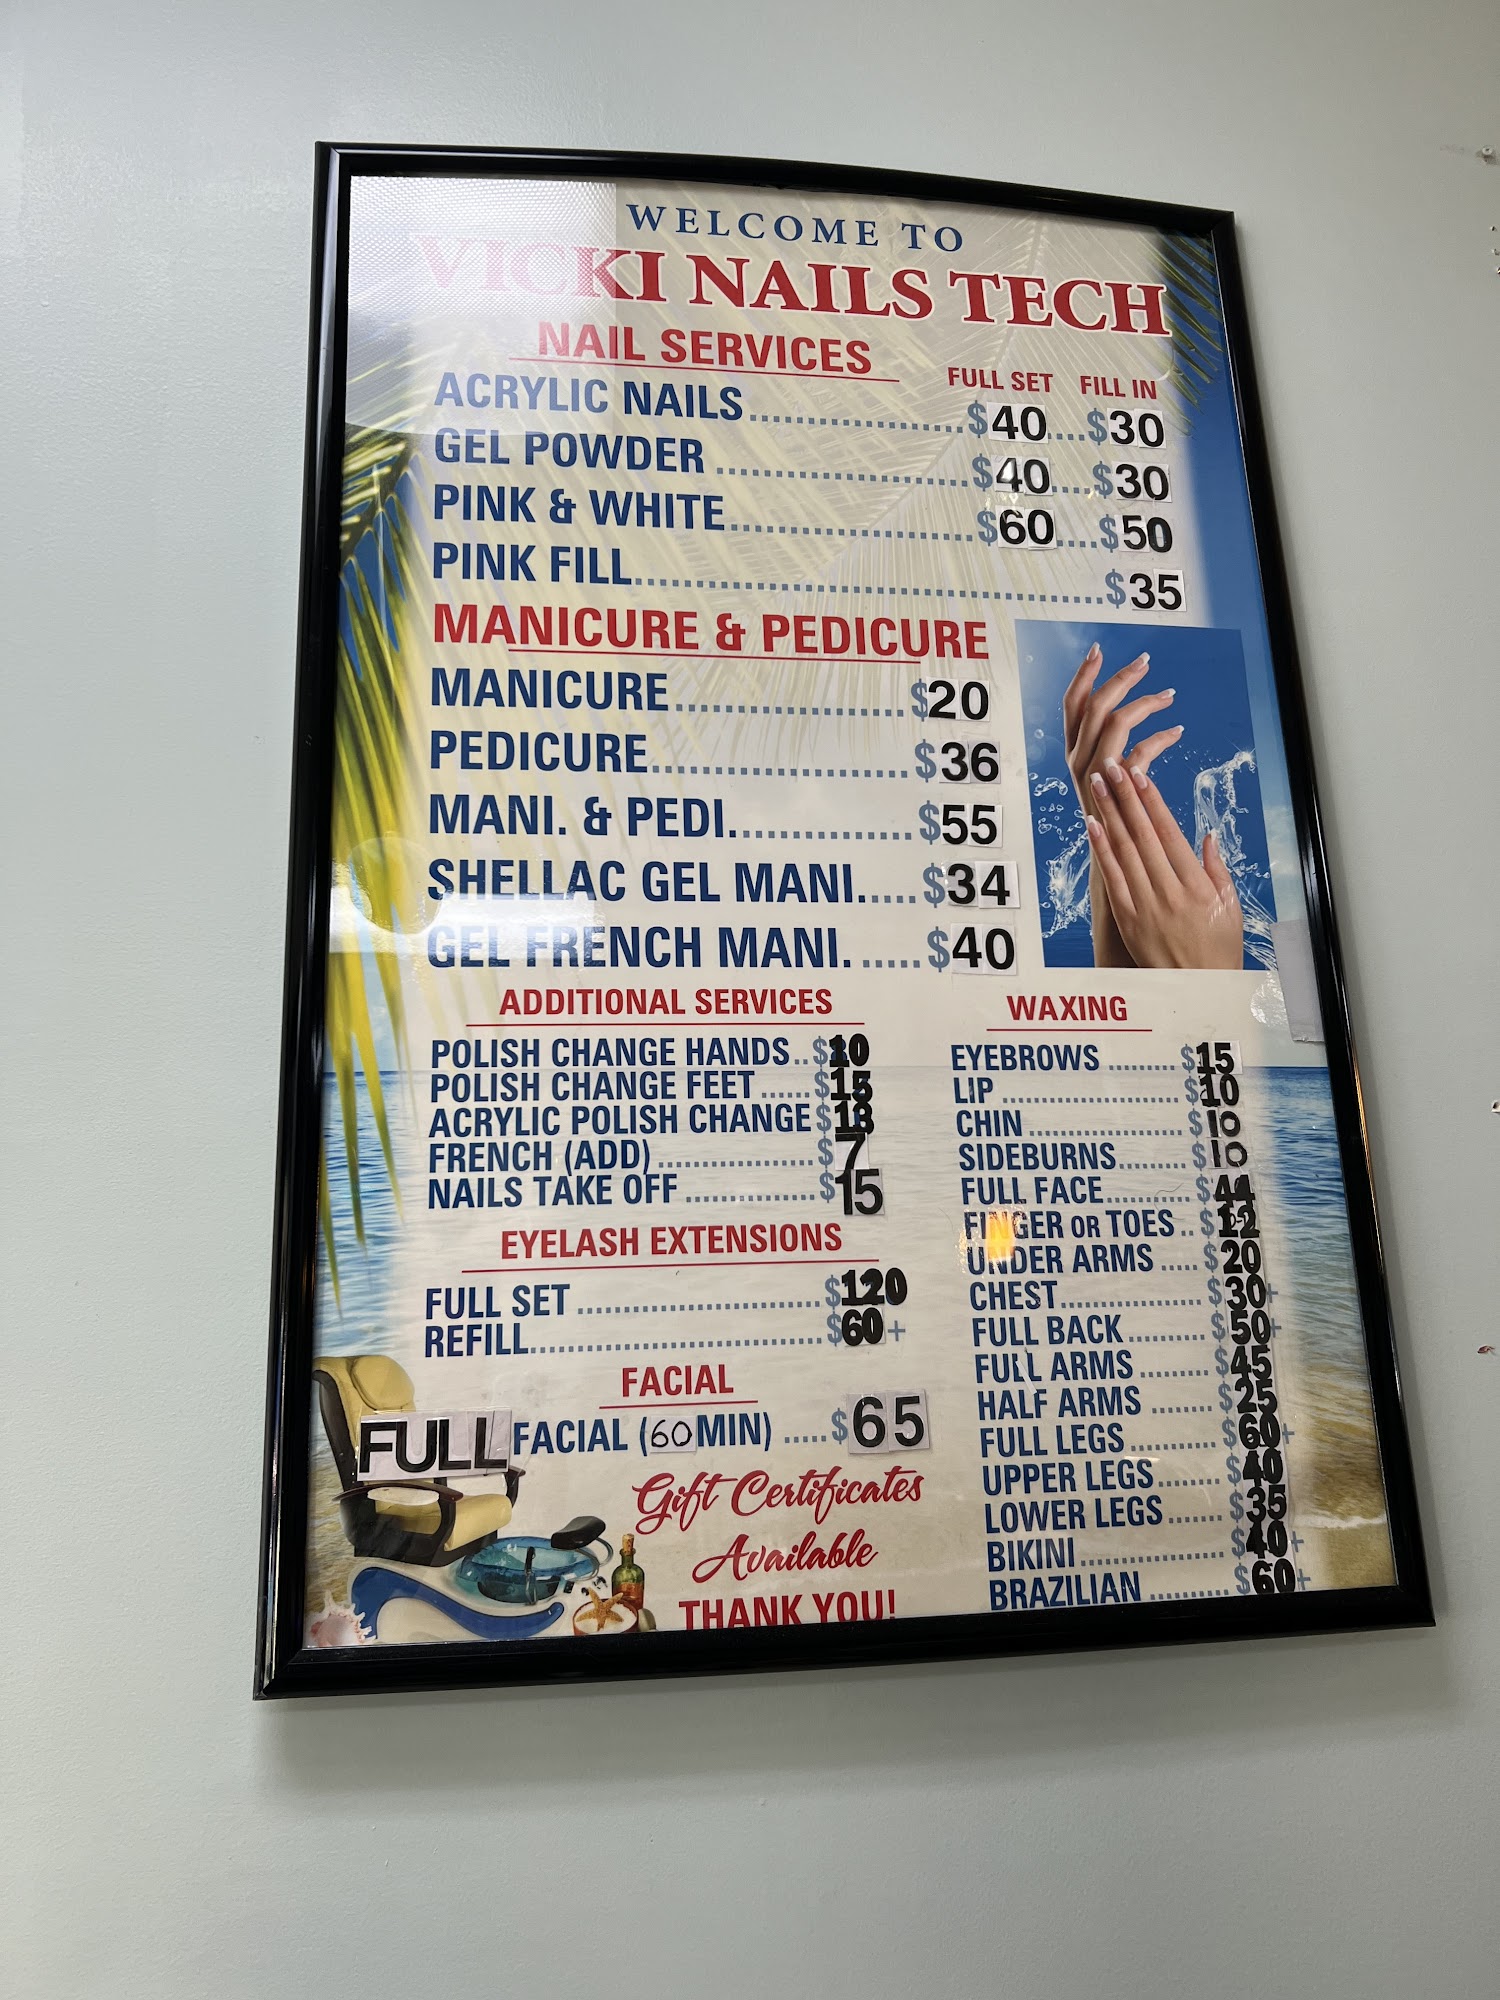 WELCOME TO
VICKI NAILS TECH
NAIL SERVICES
FULL SET FILL IN
ACRYLIC NAILS....................$40....$30
GEL POWDER.......................$40....$30
PINK & WHITE.....................$60....$50
PINK FILL...................................$35
MANICURE & PEDICURE
MANICURE..................$20
PEDICURE....................$36
MANI. & PEDI...............$55
SHELLAC GEL MANI.....$34
GEL FRENCH MANI. .....$40
ADDITIONAL SERVICES
POLISH CHANGE HANDS..$10
POLISH CHANGE FEET.......$15
ACRYLIC POLISH CHANGE $
FRENCH (ADD)...................$7
NAILS TAKE OFF................$15
EYELASH EXTENSIONS
FULL SET..............................$120
REFILL...................................$60+
FACIAL
FULL FACIAL (60MIN) .....$65
Gift Certificates
Available
THANK YOU!
WAXING
EYEBROWS .........$15
LIP .......................$10
CHIN....................$10
SIDEBURNS.........$10
FULL FACE...........$44
FINGER OR TOES..$12
UNDER ARMS .....$20
CHEST..................$30+
FULL BACK..........$50+
FULL ARMS .........$45
HALF ARMS ........$25
FULL LEGS...........$60+
UPPER LEGS........$40
LOWER LEGS.......$35
BIKINI..................$40+
BRAZILIAN ..........$60+